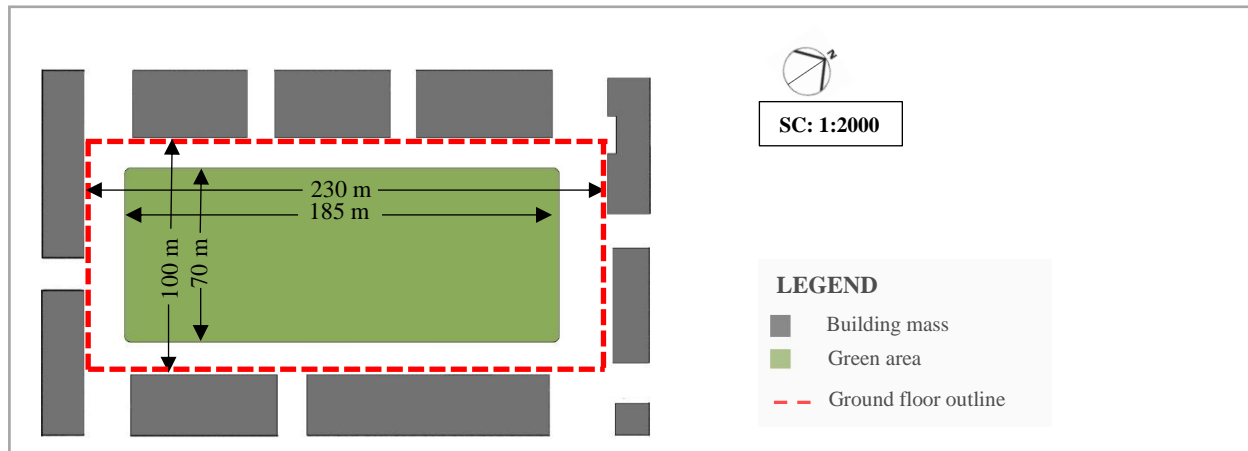 N
SC: 1:2000
230 m
185 m
100 m
70 m
LEGEND
Building mass
Green area
Ground floor outline